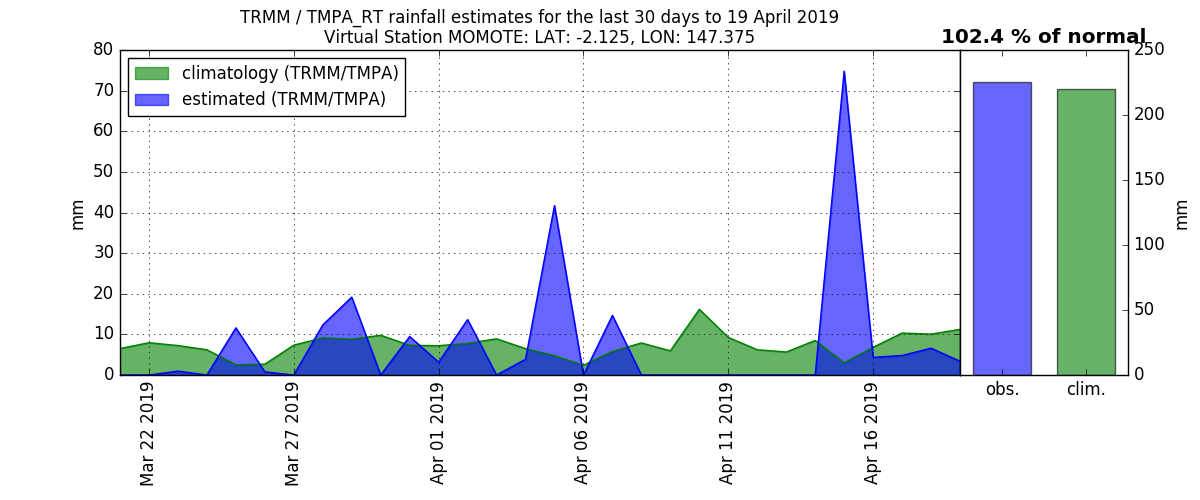 TRMM / TMPA_RT rainfall estimates for the last 30 days to 19 April 2019
Virtual Station MOMOTE: LAT: -2.125, LON: 147.375
102.4 % of normal
climatology (TRMM/TMPA)
estimated (TRMM/TMPA)
mm
80
70
60
50
40
30
20
10
0
Mar 22 2019
Mar 27 2019
Apr 01 2019
Apr 06 2019
Apr 11 2019
Apr 16 2019
obs.
clim.
250
200
150
100
50
0
mm